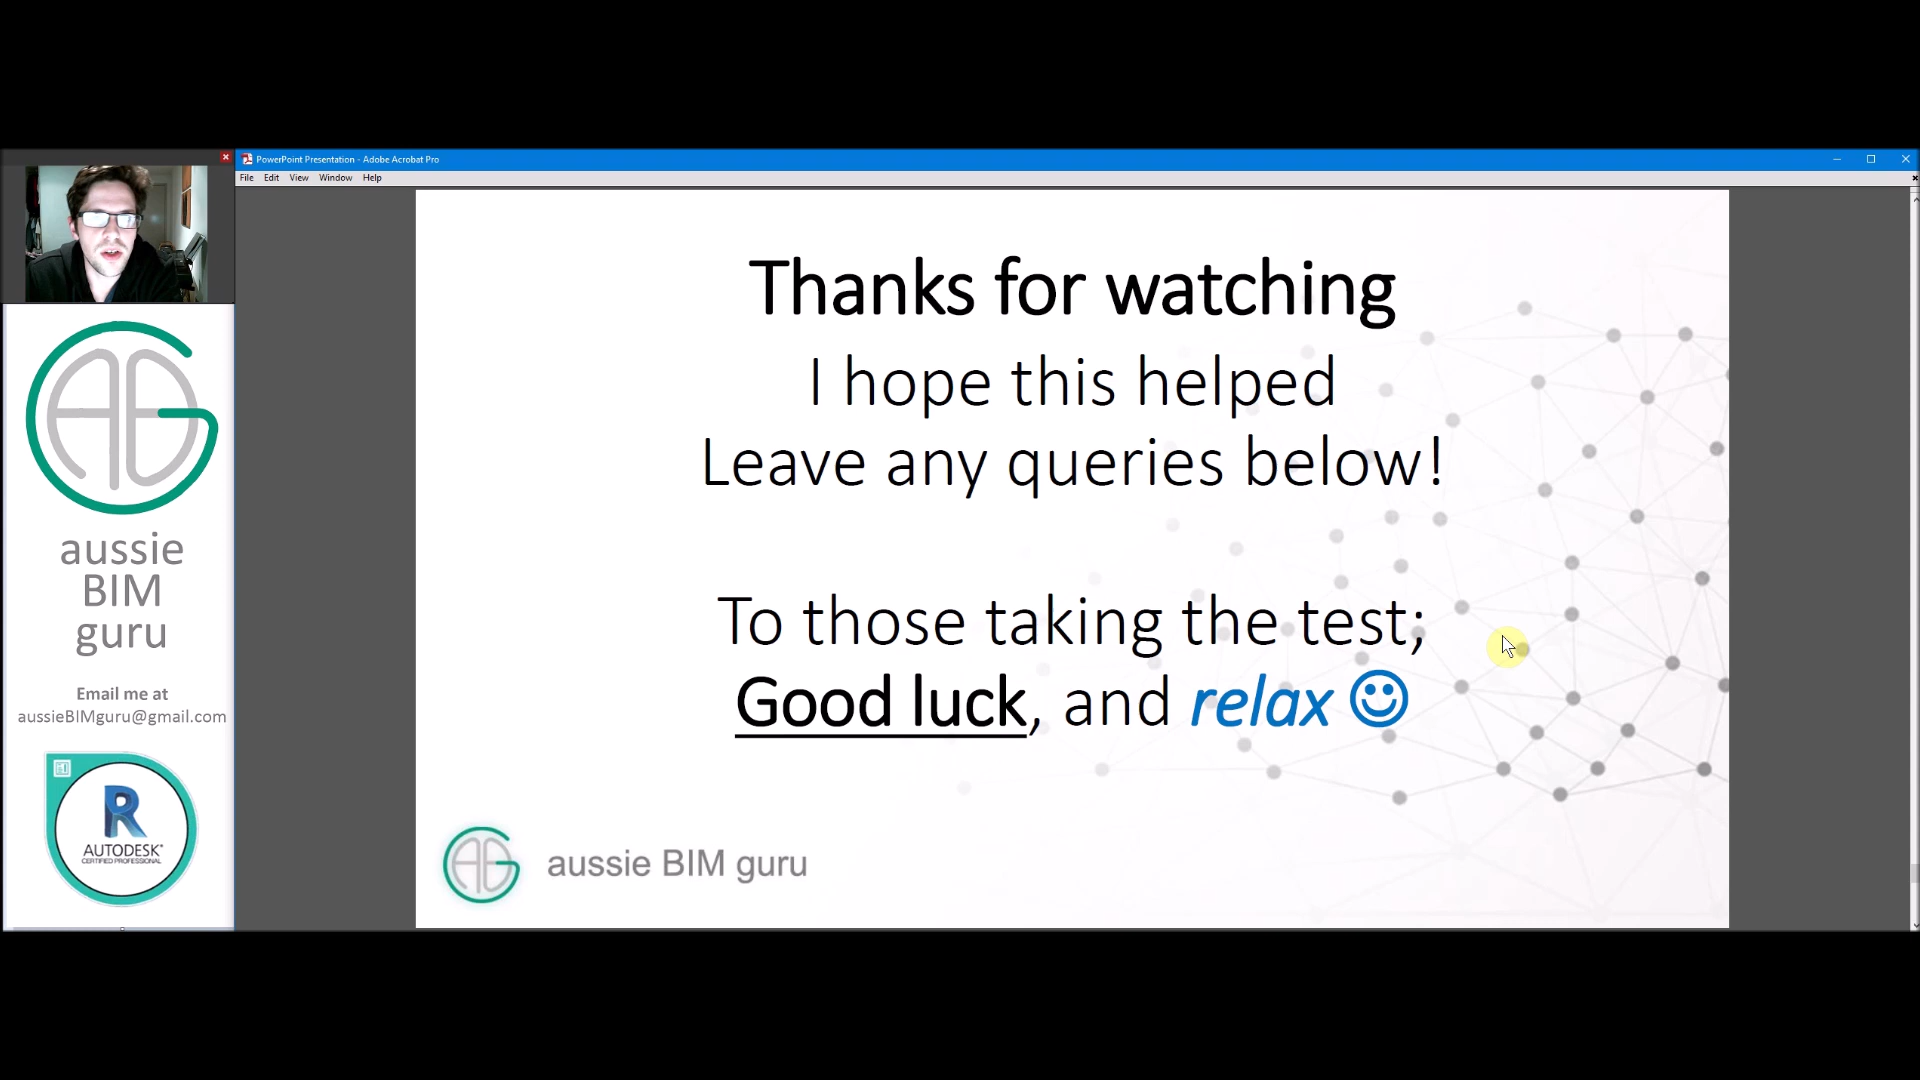 PowerPoint Presentation - Adobe Acrobat Pro
File Edit View Window Help
Thanks for watching
I hope this helped
Leave any queries below!
To those taking the test;
Good luck, and relax ☺
aussie BIM guru
AG
aussie
BIM
guru
Email me at
aussieBIMguru@gmail.com
R
AUTODESK®
CERTIFIED PROFESSIONAL